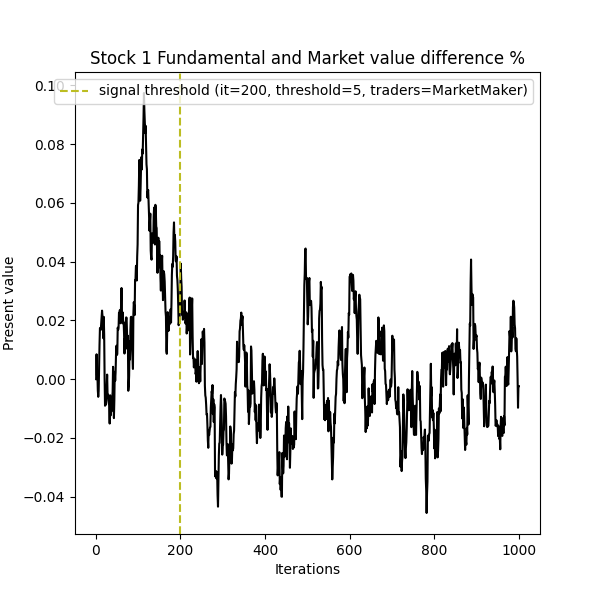 Stock 1 Fundamental and Market value difference %
signal threshold (it=200, threshold=5, traders=MarketMaker)
0.10
0.08
0.06
0.04
0.02
0.00
−0.02
−0.04
Present value
0 200 400 600 800 1000
Iterations